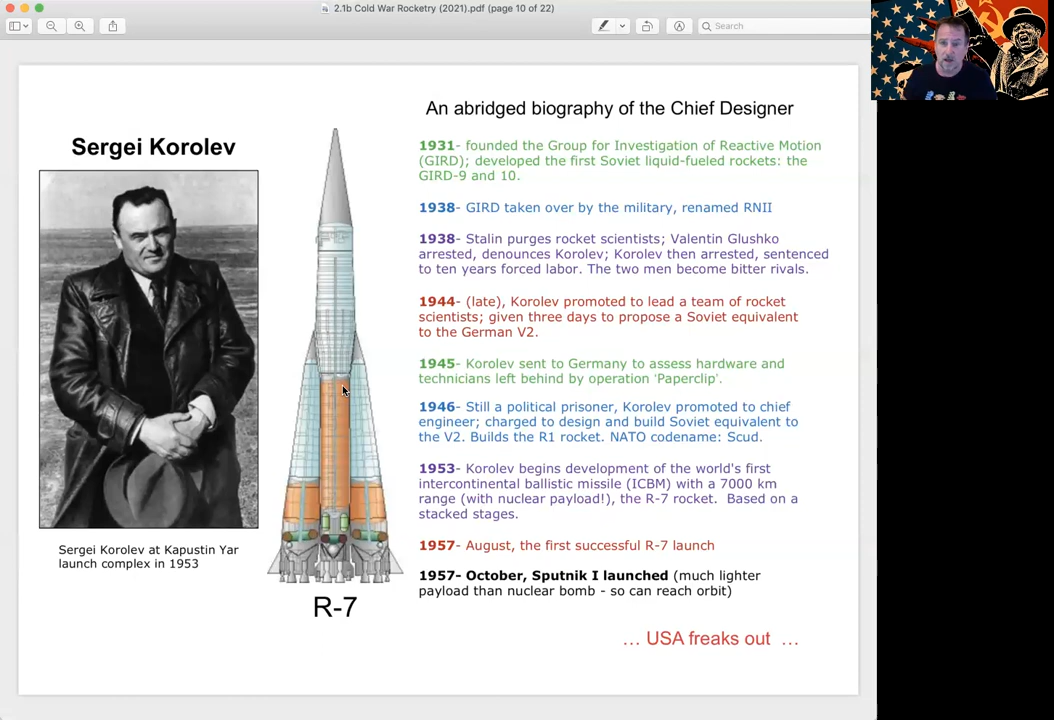 2.1b Cold War Rocketry (2021).pdf (page 10 of 22)
Search
An abridged biography of the Chief Designer
Sergei Korolev
1931- founded the Group for Investigation of Reactive Motion
(GIRD); developed the first Soviet liquid-fueled rockets: the
GIRD-9 and 10.
1938- GIRD taken over by the military, renamed RNII
1938- Stalin purges rocket scientists; Valentin Glushko
arrested, denounces Korolev; Korolev then arrested, sentenced
to ten years forced labor. The two men become bitter rivals.
1944- (late), Korolev promoted to lead a team of rocket
scientists; given three days to propose a Soviet equivalent
to the German V2.
1945- Korolev sent to Germany to assess hardware and
technicians left behind by operation 'Paperclip'.
1946- Still a political prisoner, Korolev promoted to chief
engineer; charged to design and build Soviet equivalent to
the V2. Builds the R1 rocket. NATO codename: Scud.
1953- Korolev begins development of the world's first
intercontinental ballistic missile (ICBM) with a 7000 km
range (with nuclear payload!), the R-7 rocket.  Based on a
stacked stages.
1957- August, the first successful R-7 launch
1957- October, Sputnik I launched (much lighter
payload than nuclear bomb - so can reach orbit)
Sergei Korolev at Kapustin Yar
launch complex in 1953
R-7
… USA freaks out …